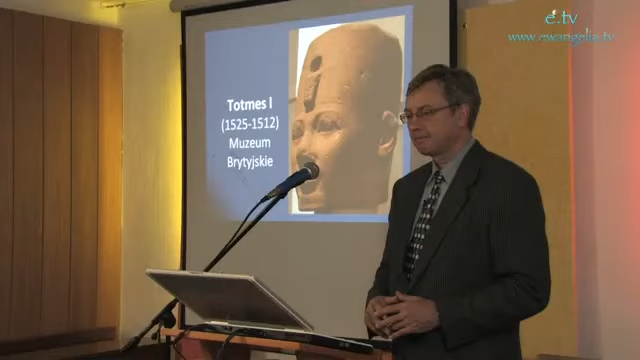 e.tv
www.ewangelia.tv
Totmes I
(1525-1512)
Muzeum
Brytyjskie